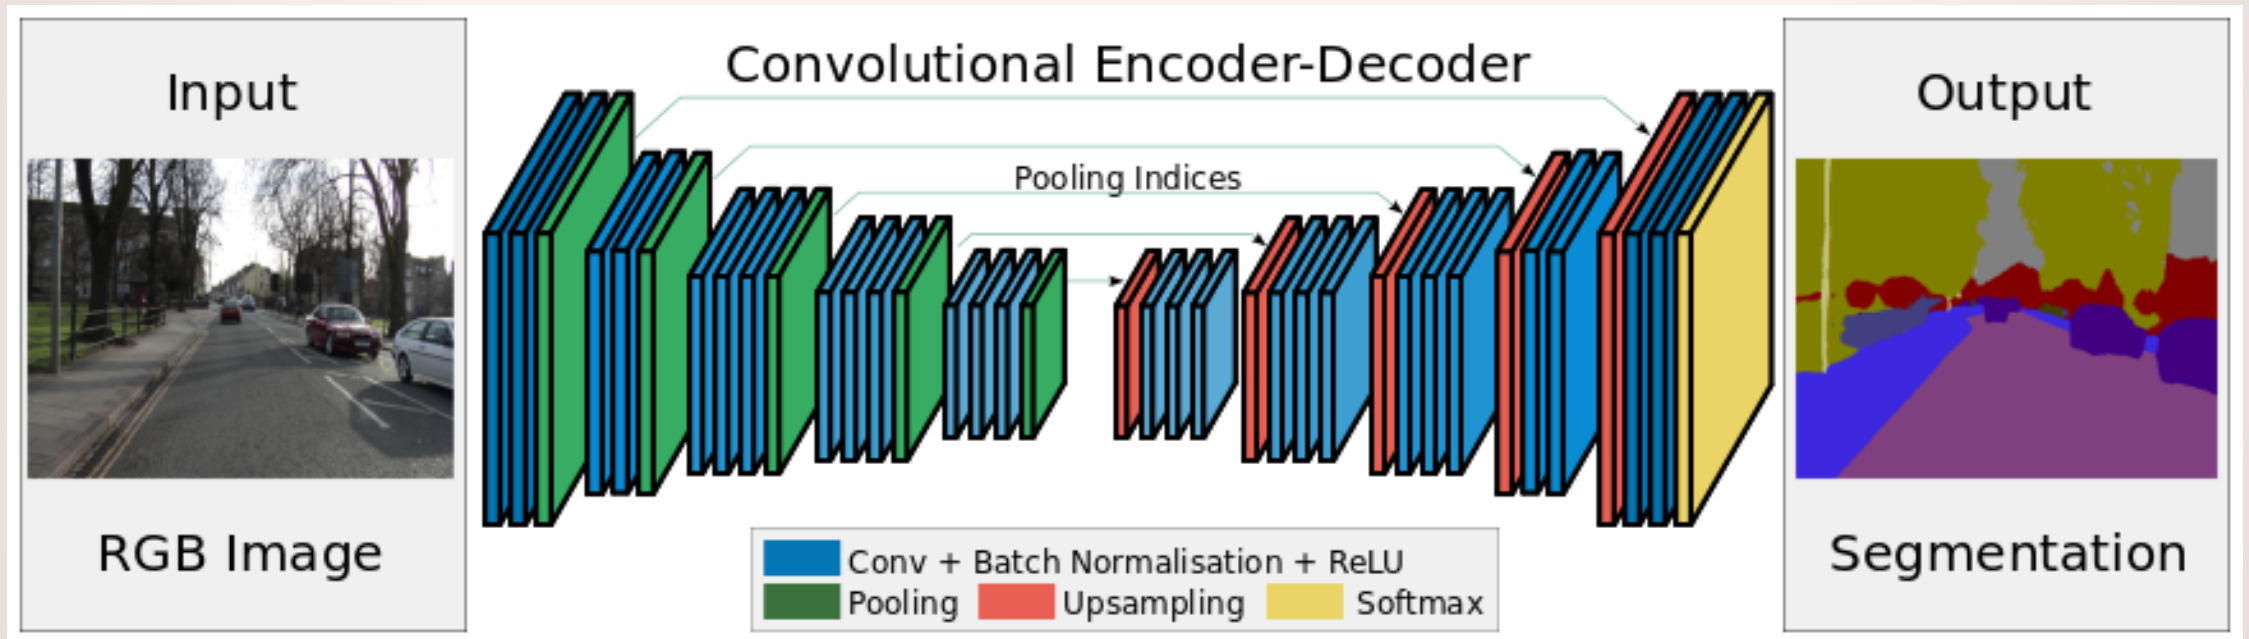 Input
RGB Image
Convolutional Encoder-Decoder
Pooling Indices
Conv + Batch Normalisation + ReLU
Pooling
Upsampling
Softmax
Output
Segmentation